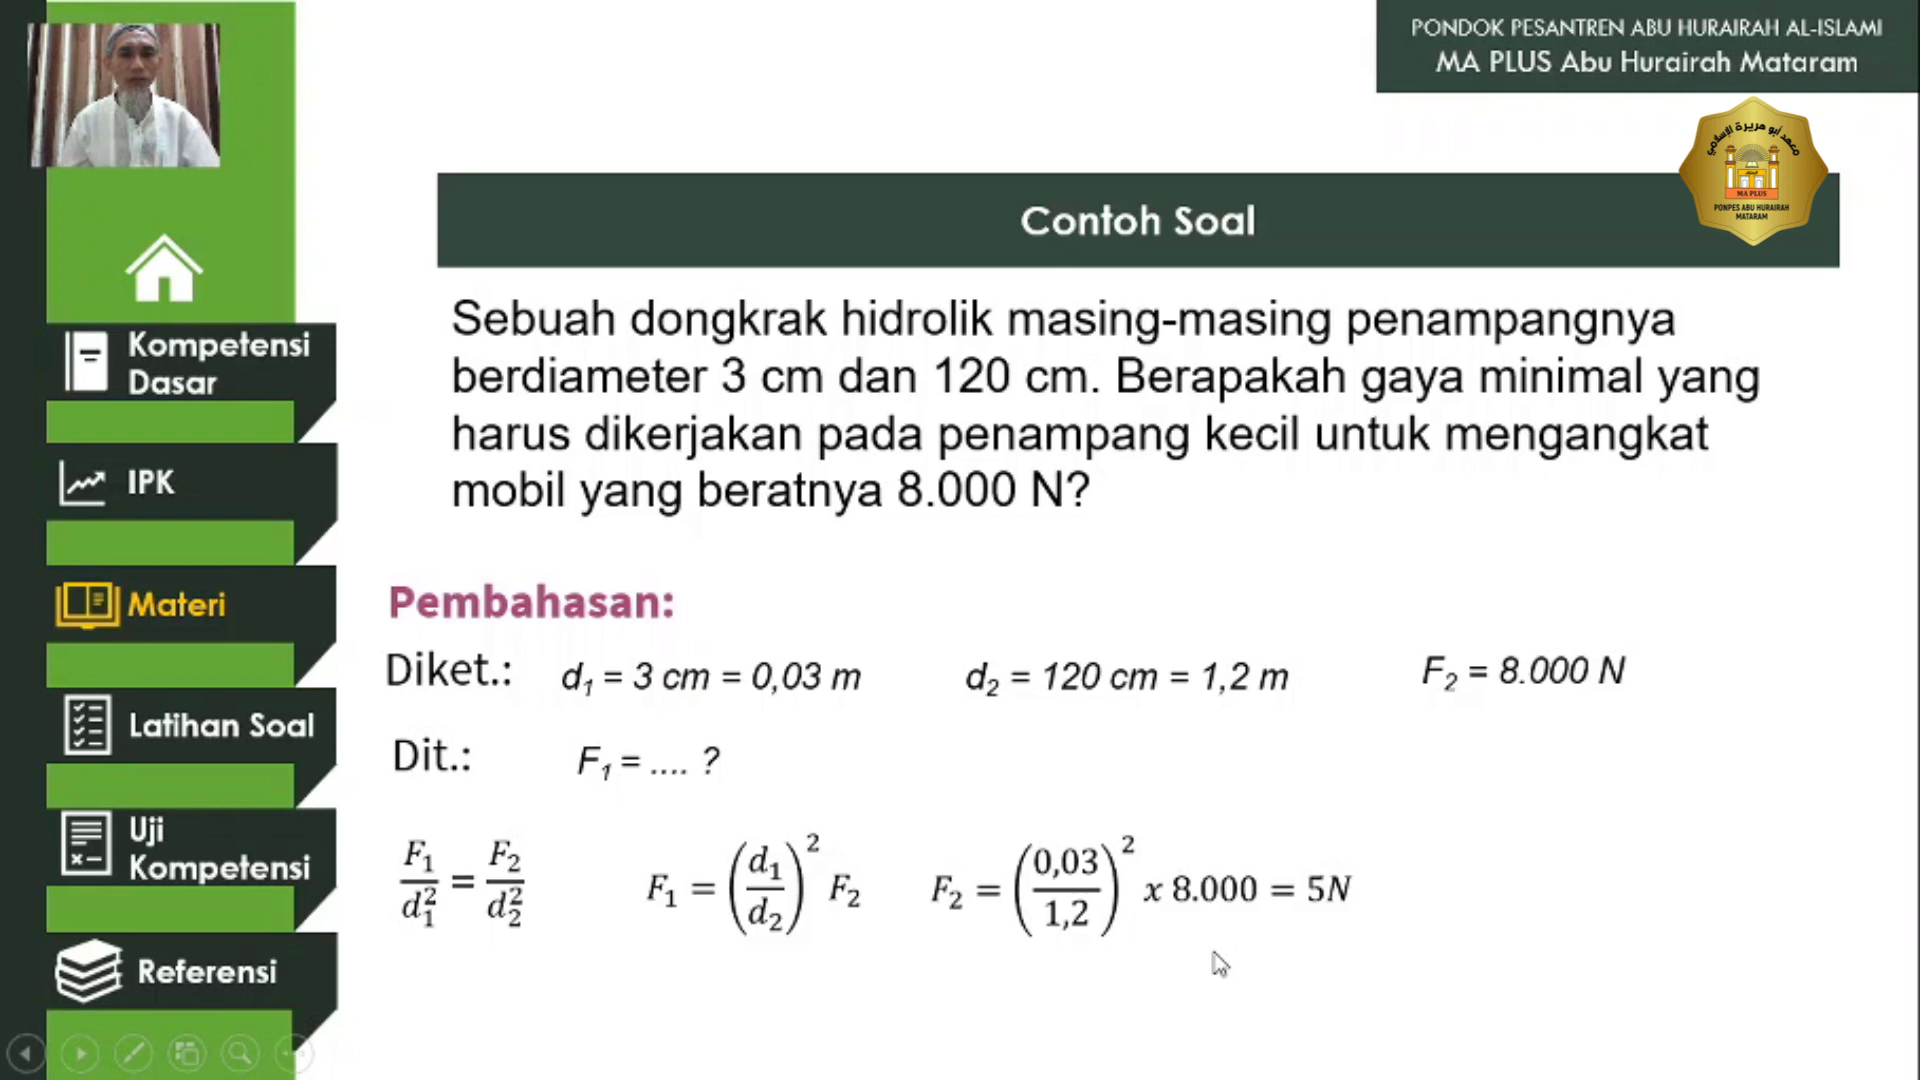 PONDOK PESANTREN ABU HURAIRAH AL-ISLAMI
MA PLUS Abu Hurairah Mataram
معهد أبو هريرة الإسلامي
MA PLUS
PONPES ABU HURAIRAH
MATARAM
Contoh Soal
Sebuah dongkrak hidrolik masing-masing penampangnya
berdiameter 3 cm dan 120 cm. Berapakah gaya minimal yang
harus dikerjakan pada penampang kecil untuk mengangkat
mobil yang beratnya 8.000 N?
Pembahasan:
Diket.: d₁ = 3 cm = 0,03 m d₂ = 120 cm = 1,2 m F₂ = 8.000 N
Dit.: F₁ = .... ?
F₁/d₁² = F₂/d₂² F₁ = (d₁/d₂)² F₂ F₂ = (0,03/1,2)² x 8.000 = 5N
Kompetensi
Dasar
IPK
Materi
Latihan Soal
Uji
Kompetensi
Referensi